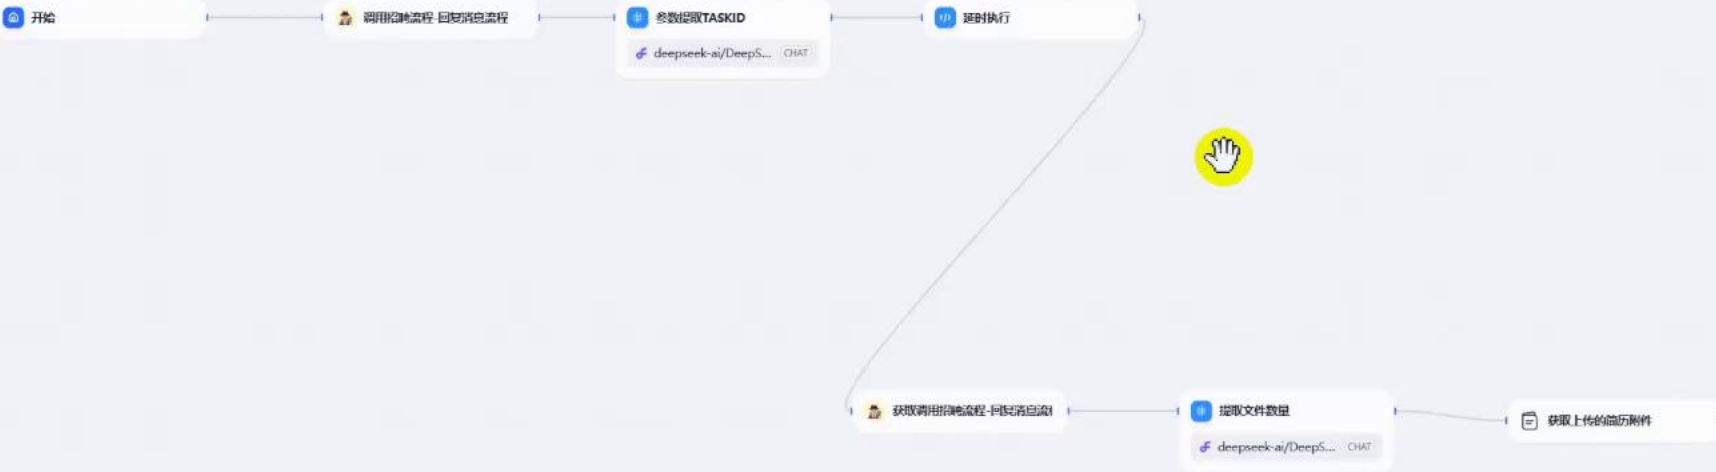 开始
调用招聘流程-回复消息流程
参数提取TASKID
deepseek-ai/DeepS... CHAT
延时执行
获取调用招聘流程-回复消息流
提取文件数量
deepseek-ai/DeepS... CHAT
获取上传的简历附件